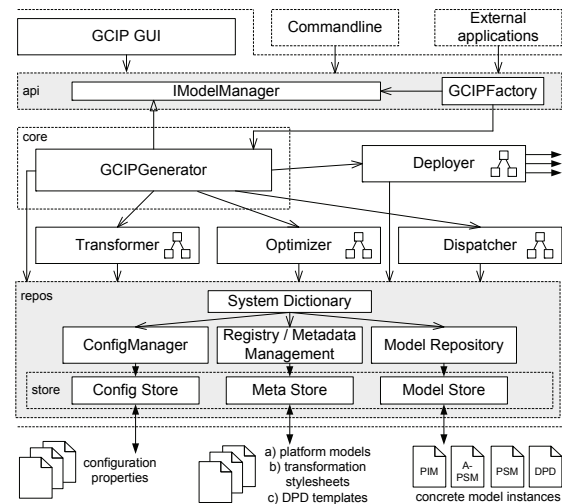 GCIP GUI
Commandline
External
applications
api
IModelManager
GCIPFactory
core
GCIPGenerator
Deployer
Transformer
Optimizer
Dispatcher
repos
System Dictionary
ConfigManager
Registry / Metadata
Management
Model Repository
store
Config Store
Meta Store
Model Store
configuration
properties
a) platform models
b) transformation
stylesheets
c) DPD templates
PIM
A-
PSM
PSM
DPD
concrete model instances